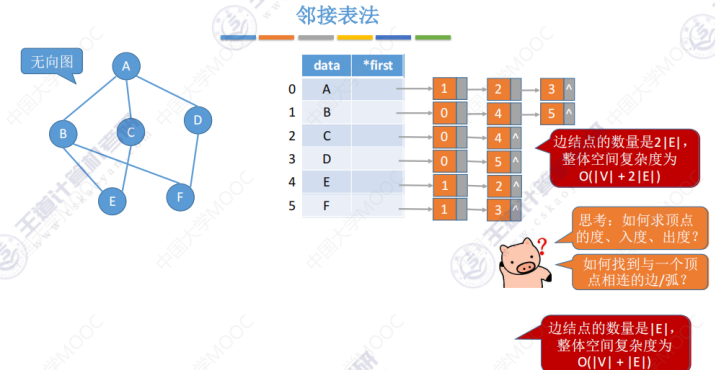 邻接表法
无向图
A
B
C
D
E
F
data *first
0 A 1 2 3 ^
1 B 0 4 5 ^
2 C 0 4 ^
3 D 0 5 ^
4 E 1 2 ^
5 F 1 3 ^
边结点的数量是2|E|，
整体空间复杂度为
O(|V| + 2|E|)
思考：如何求顶点
的度、入度、出度？
如何找到与一个顶
点相连的边/弧？
?
边结点的数量是|E|，
整体空间复杂度为
O(|V| + |E|)
中国大学MOOC
王道计算机考研